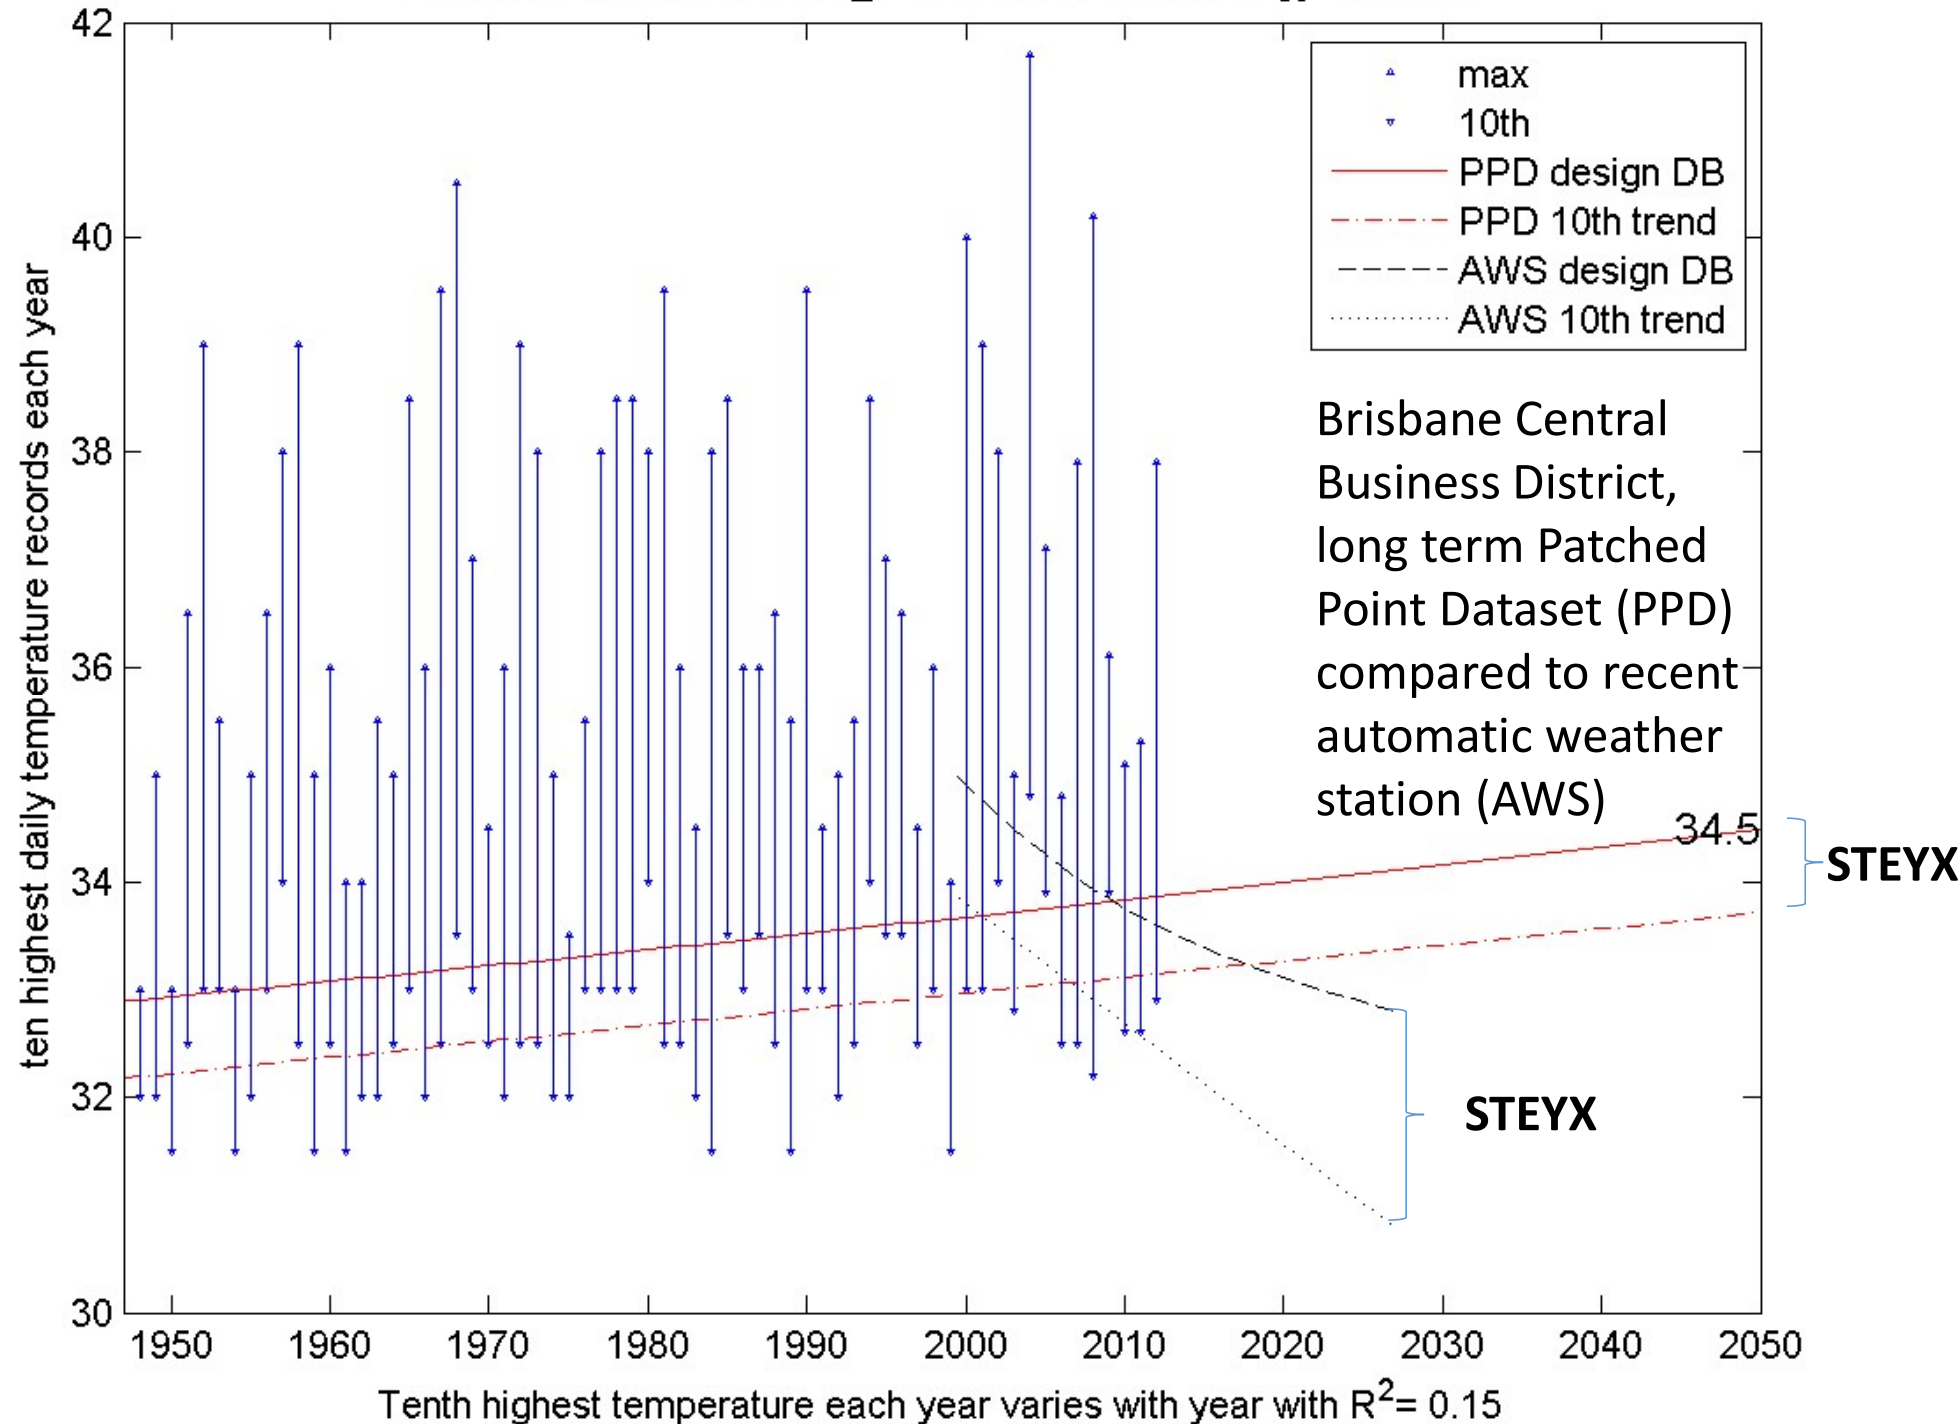 42
40
38
36
34
32
30
ten highest daily temperature records each year
max
10th
PPD design DB
PPD 10th trend
AWS design DB
AWS 10th trend
Brisbane Central
Business District,
long term Patched
Point Dataset (PPD)
compared to recent
automatic weather
station (AWS)
34.5
STEYX
STEYX
1950 1960 1970 1980 1990 2000 2010 2020 2030 2040 2050
Tenth highest temperature each year varies with year with R²= 0.15